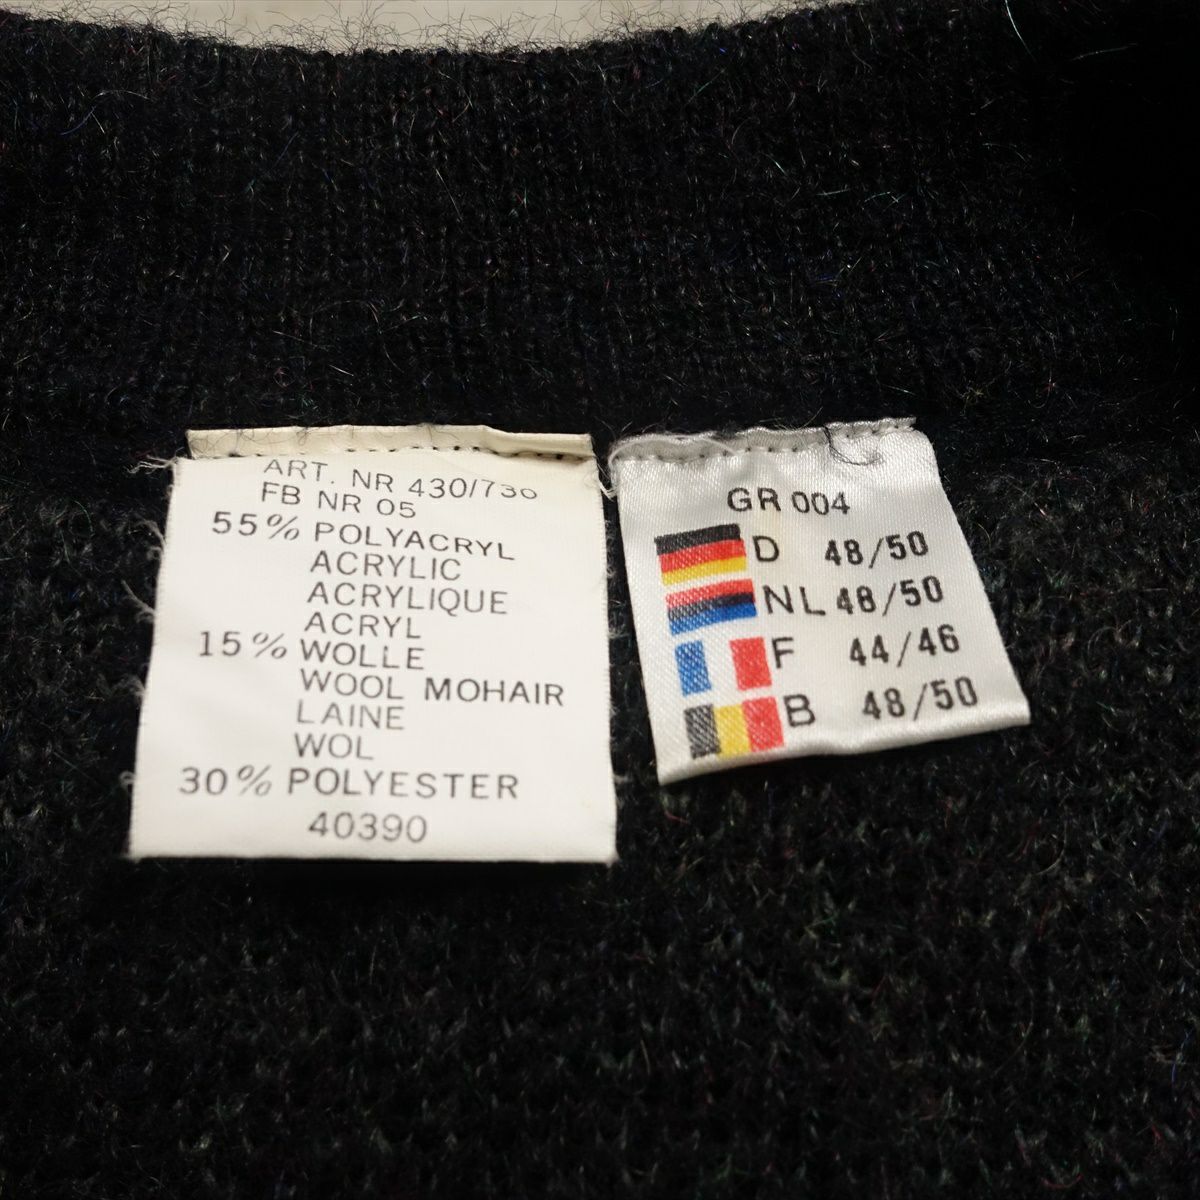 ART. NR 430/736
FB NR 05
55% POLYACRYL
ACRYLIC
ACRYLIQUE
ACRYL
15% WOLLE
WOOL MOHAIR
LAINE
WOL
30% POLYESTER
40390
GR 004
D 48/50
NL 48/50
F 44/46
B 48/50